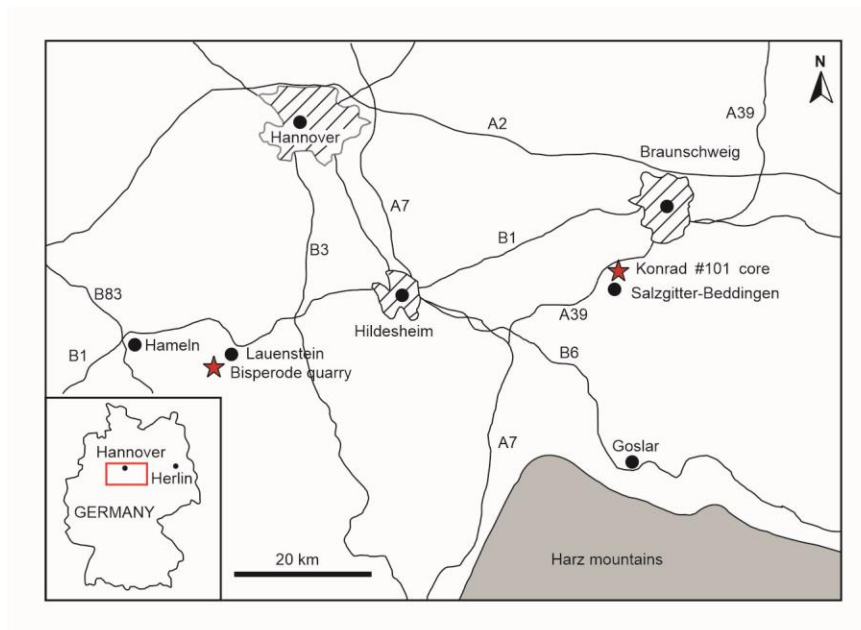 N
A39
A2
Hannover
Braunschweig
A7
B1
B3
Konrad #101 core
Salzgitter-Beddingen
B83
A39
Hildesheim
B1
Hameln
Lauenstein
Bisperode quarry
B6
A7
Goslar
Hannover
Herlin
GERMANY
20 km
Harz mountains